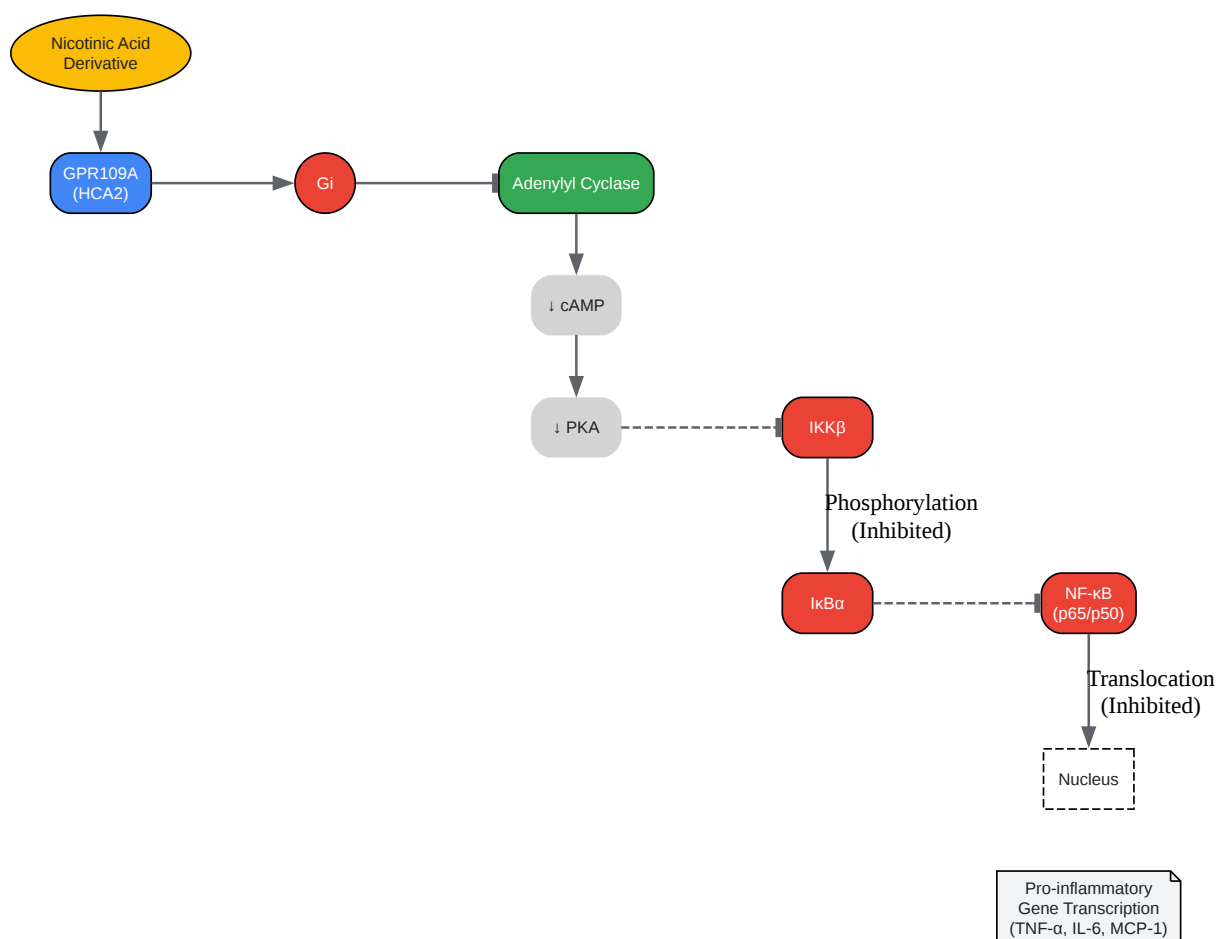 Nicotinic Acid
Derivative
GPR109A
(HCA2)
Gi
Adenylyl Cyclase
↓ cAMP
↓ PKA
IKKβ
Phosphorylation
(Inhibited)
IκBα
NF-κB
(p65/p50)
Translocation
(Inhibited)
Nucleus
Pro-inflammatory
Gene Transcription
(TNF-α, IL-6, MCP-1)